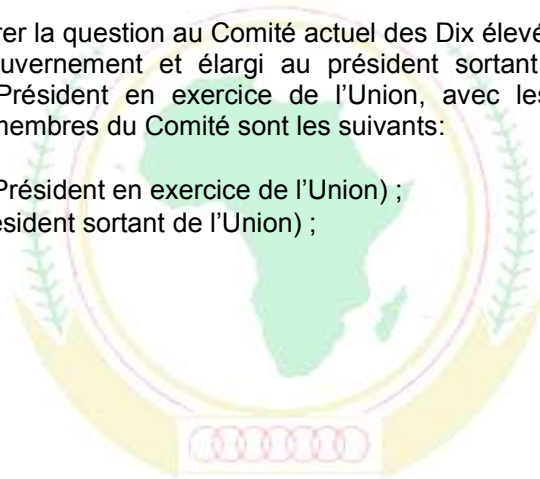 rer la question au Comité actuel des Dix élevé
uvernement et élargi au président sortant
Président en exercice de l’Union, avec les
membres du Comité sont les suivants:
Président en exercice de l’Union) ;
ésident sortant de l’Union) ;